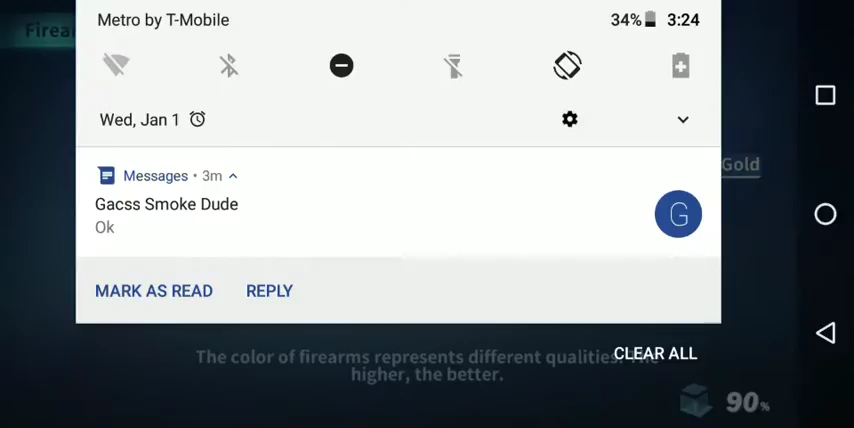 Metro by T-Mobile
34% 3:24
Wed, Jan 1
Messages • 3m
Gacss Smoke Dude
Ok
G
MARK AS READ REPLY
CLEAR ALL
Gold
The color of firearms represents different qualities. The
higher, the better.
90%